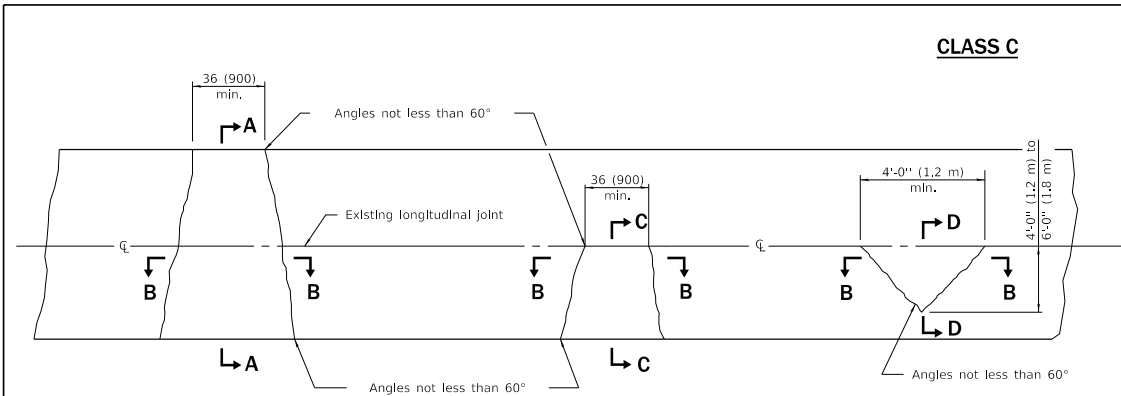 CLASS C
36 (900)
min.
A
Angles not less than 60°
36 (900)
min.
4'-0" (1.2 m)
min.
4'-0" (1.2 m) to
6'-0" (1.8 m)
Existing longitudinal joint
C
D
℄
℄
B
B
B
B
B
B
D
A
C
Angles not less than 60°
Angles not less than 60°